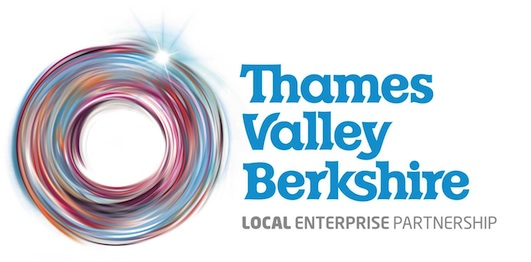 Thames
Valley
Berkshire
LOCAL ENTERPRISE PARTNERSHIP